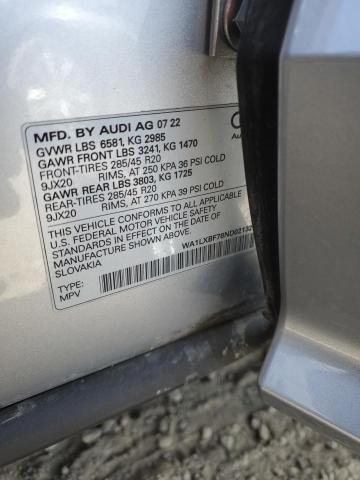 MFD. BY AUDI AG 07 22
GVWR LBS 6581, KG 2985
GAWR FRONT LBS 3241, KG 1470
FRONT-TIRES 285/45 R20
9JX20 RIMS, AT 250 KPA 36 PSI COLD
GAWR REAR LBS 3803, KG 1725
REAR-TIRES 285/45 R20
9JX20 RIMS, AT 270 KPA 39 PSI COLD
THIS VEHICLE CONFORMS TO ALL APPLICABLE
U.S. FEDERAL MOTOR VEHICLE SAFETY STANDARDS
IN EFFECT ON THE DATE OF
MANUFACTURE SHOWN ABOVE.
SLOVAKIA
TYPE:
MPV